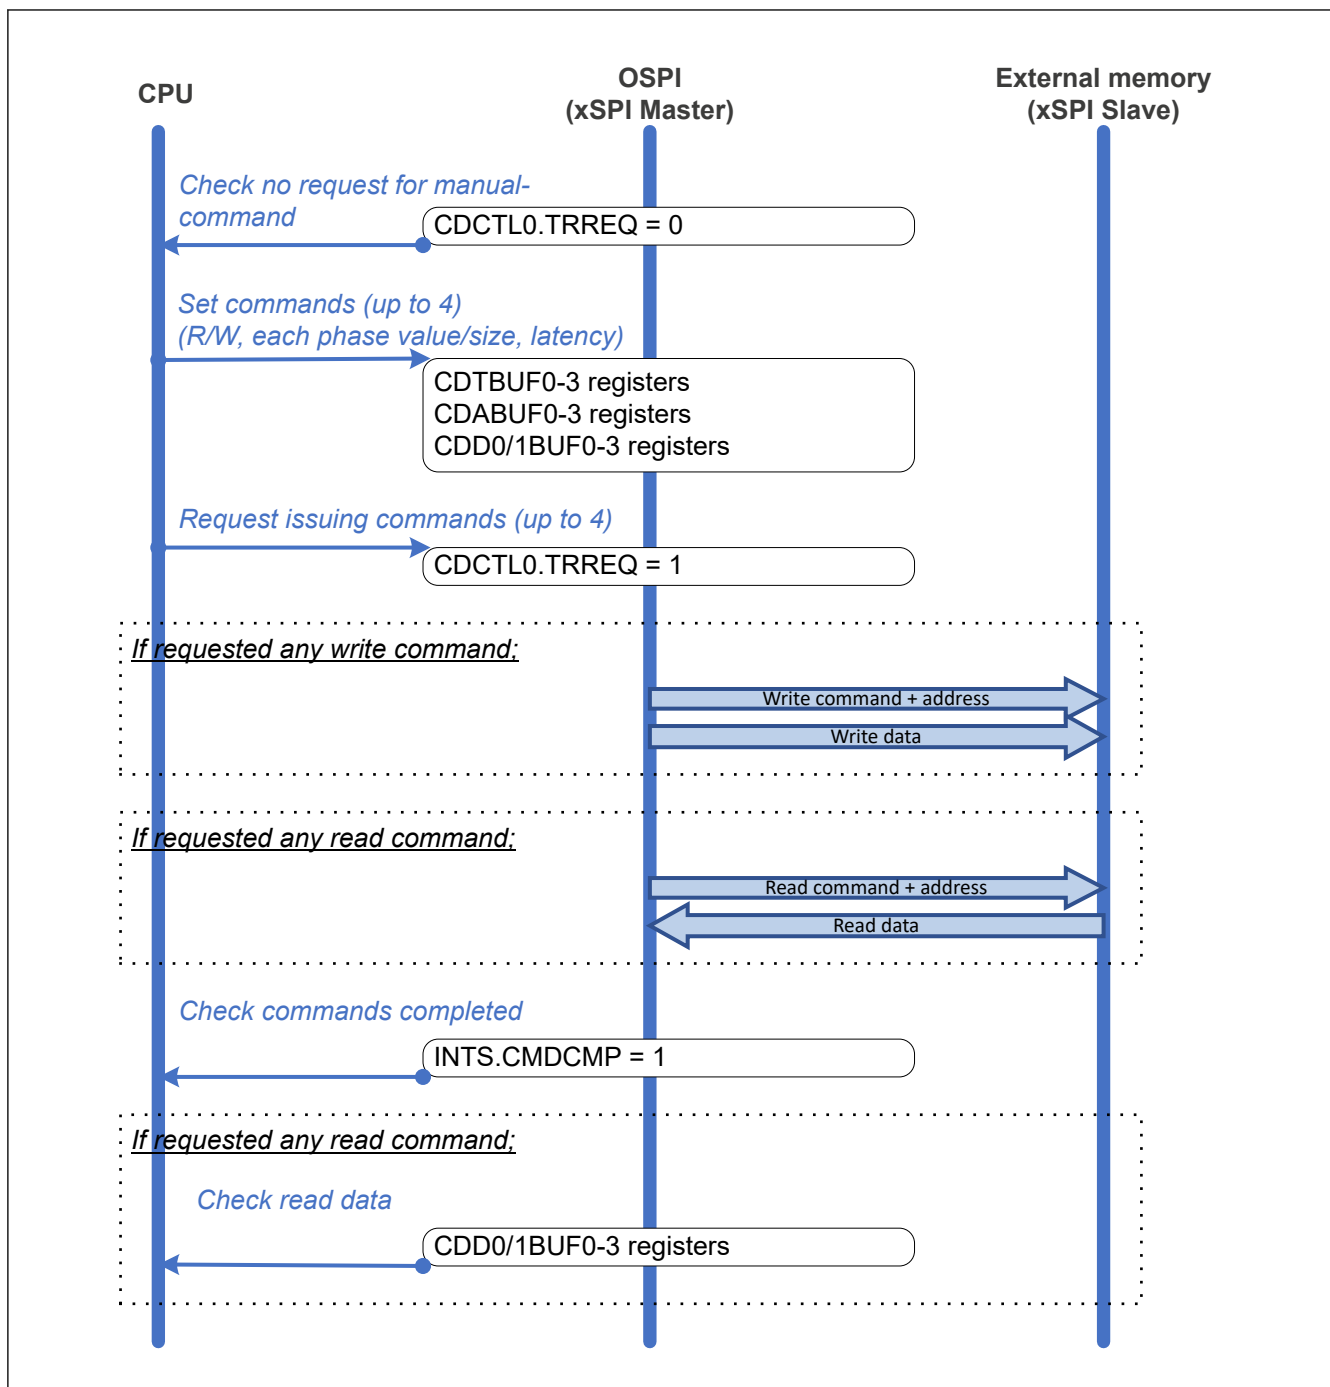 CPU
OSPI
(xSPI Master)
External memory
(xSPI Slave)
Check no request for manual-
command
CDCTL0.TRREQ = 0
Set commands (up to 4)
(R/W, each phase value/size, latency)
CDTBUF0-3 registers
CDABUF0-3 registers
CDD0/1BUF0-3 registers
Request issuing commands (up to 4)
CDCTL0.TRREQ = 1
If requested any write command;
Write command + address
Write data
If requested any read command;
Read command + address
Read data
Check commands completed
INTS.CMDCMP = 1
If requested any read command;
Check read data
CDD0/1BUF0-3 registers